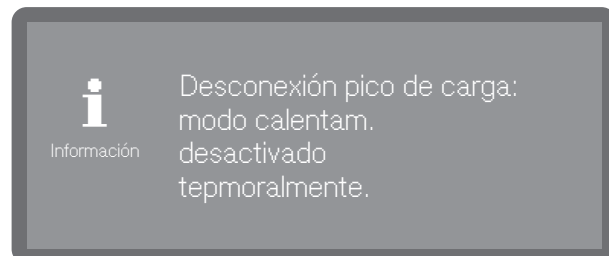 Información
Desconexión pico de carga:
modo calentam.
desactivado
tepmoralmente.